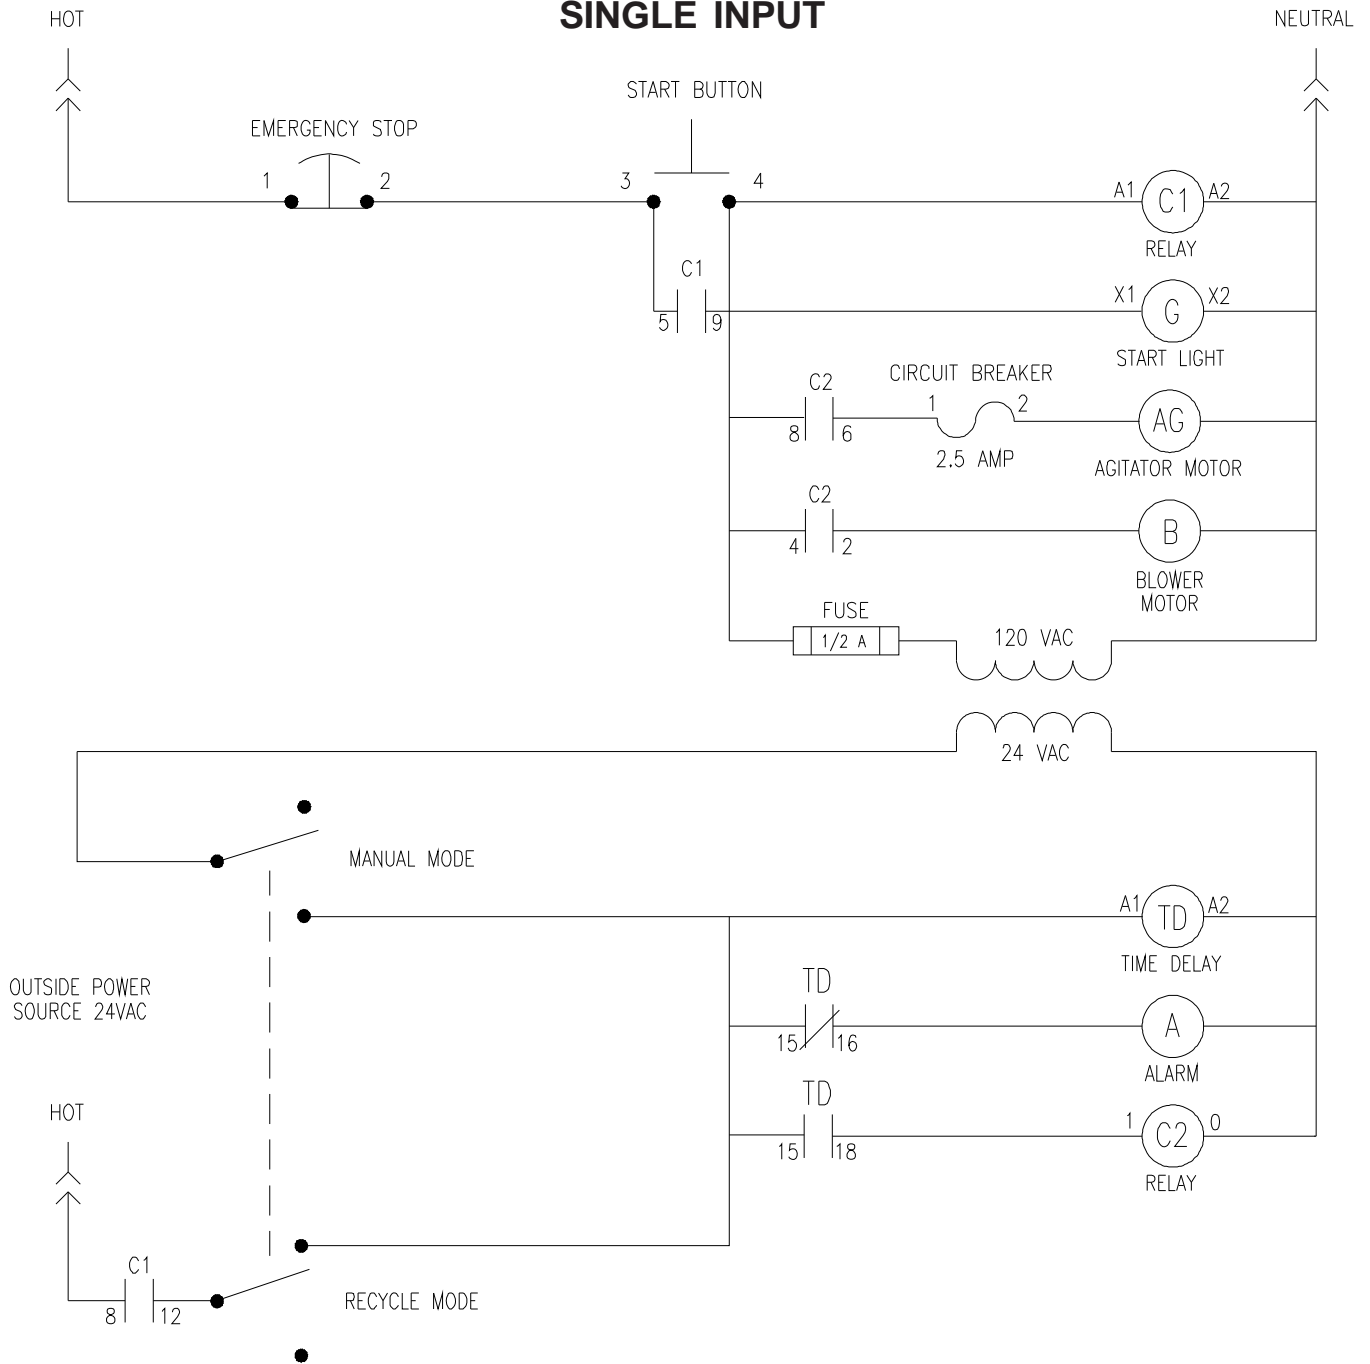 SINGLE INPUT
HOT
NEUTRAL
START BUTTON
EMERGENCY STOP
1
2
3
4
A1
C1
A2
RELAY
C1
5
9
X1
G
X2
START LIGHT
C2
8
6
CIRCUIT BREAKER
1
2
2.5 AMP
AG
AGITATOR MOTOR
C2
4
2
B
BLOWER
MOTOR
FUSE
1/2 A
120 VAC
24 VAC
MANUAL MODE
A1
TD
A2
TIME DELAY
OUTSIDE POWER
SOURCE 24VAC
TD
15
16
A
ALARM
TD
15
18
1
C2
0
RELAY
HOT
C1
8
12
RECYCLE MODE